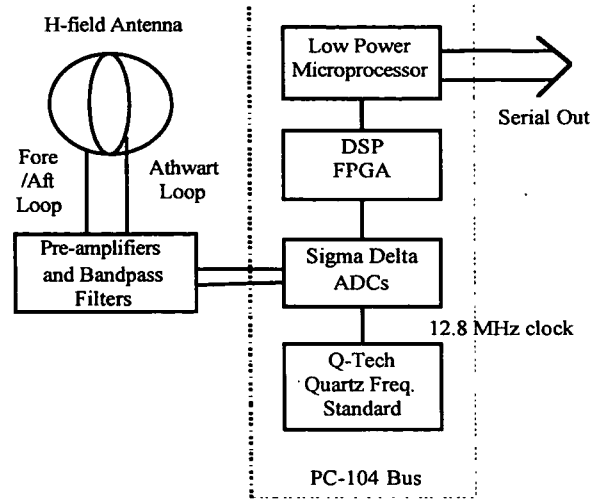 H-field Antenna
Fore
/Aft
Loop
Athwart
Loop
Pre-amplifiers
and Bandpass
Filters
Low Power
Microprocessor
Serial Out
DSP
FPGA
Sigma Delta
ADCs
12.8 MHz clock
Q-Tech
Quartz Freq.
Standard
PC-104 Bus